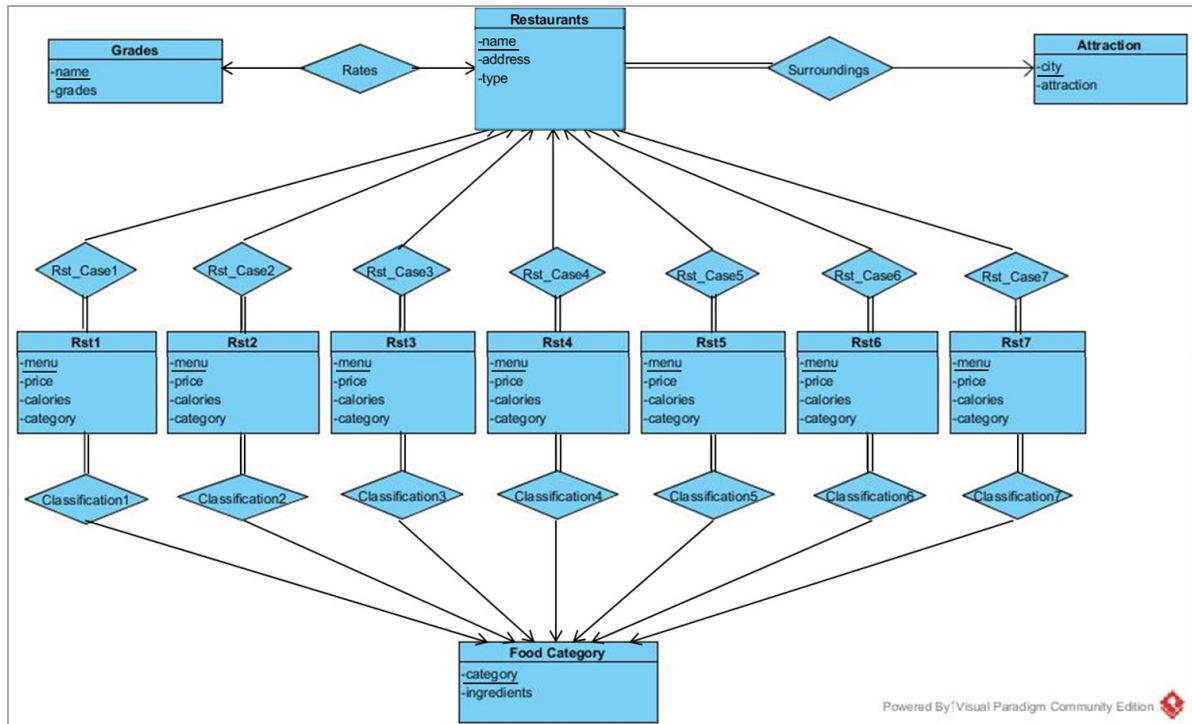 Restaurants
-name
-address
-type
Grades
-name
-grades
Rates
Surroundings
Attraction
-city
-attraction
Rst_Case1
Rst_Case2
Rst_Case3
Rst_Case4
Rst_Case5
Rst_Case6
Rst_Case7
Rst1
-menu
-price
-calories
-category
Rst2
-menu
-price
-calories
-category
Rst3
-menu
-price
-calories
-category
Rst4
-menu
-price
-calories
-category
Rst5
-menu
-price
-calories
-category
Rst6
-menu
-price
-calories
-category
Rst7
-menu
-price
-calories
-category
Classification1
Classification2
Classification3
Classification4
Classification5
Classification6
Classification7
Food Category
-category
-ingredients
Powered By Visual Paradigm Community Edition